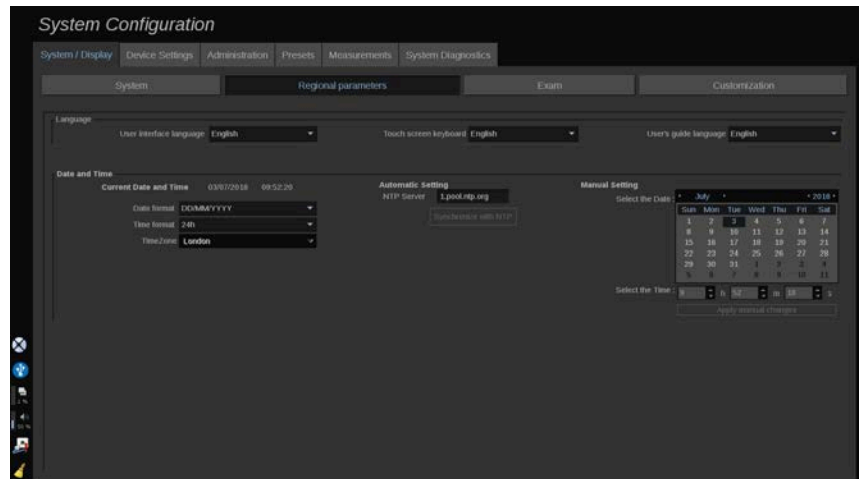 System Configuration
System / Display Device Settings Administration Presets Measurements System Diagnostics
System Regional parameters Exam Customization
Language
User interface language English Touch screen keyboard English User's guide language English
Date and Time
Current Date and Time 03/07/2018 09:52:20
Automatic Setting
Manual Setting
NTP Server 1.pool.ntp.org
Select the Date :
July 2018
Date format DD/MM/YYYY
Synchronize with NTP
Time format 24h
TimeZone London
Sun Mon Tue Wed Thu Fri Sat
1 2 3 4 5 6 7
8 9 10 11 12 13 14
15 16 17 18 19 20 21
22 23 24 25 26 27 28
29 30 31 1 2 3 4
5 6 7 8 9 10 11
Select the Time : 9 h 52 m s
Apply manual changes